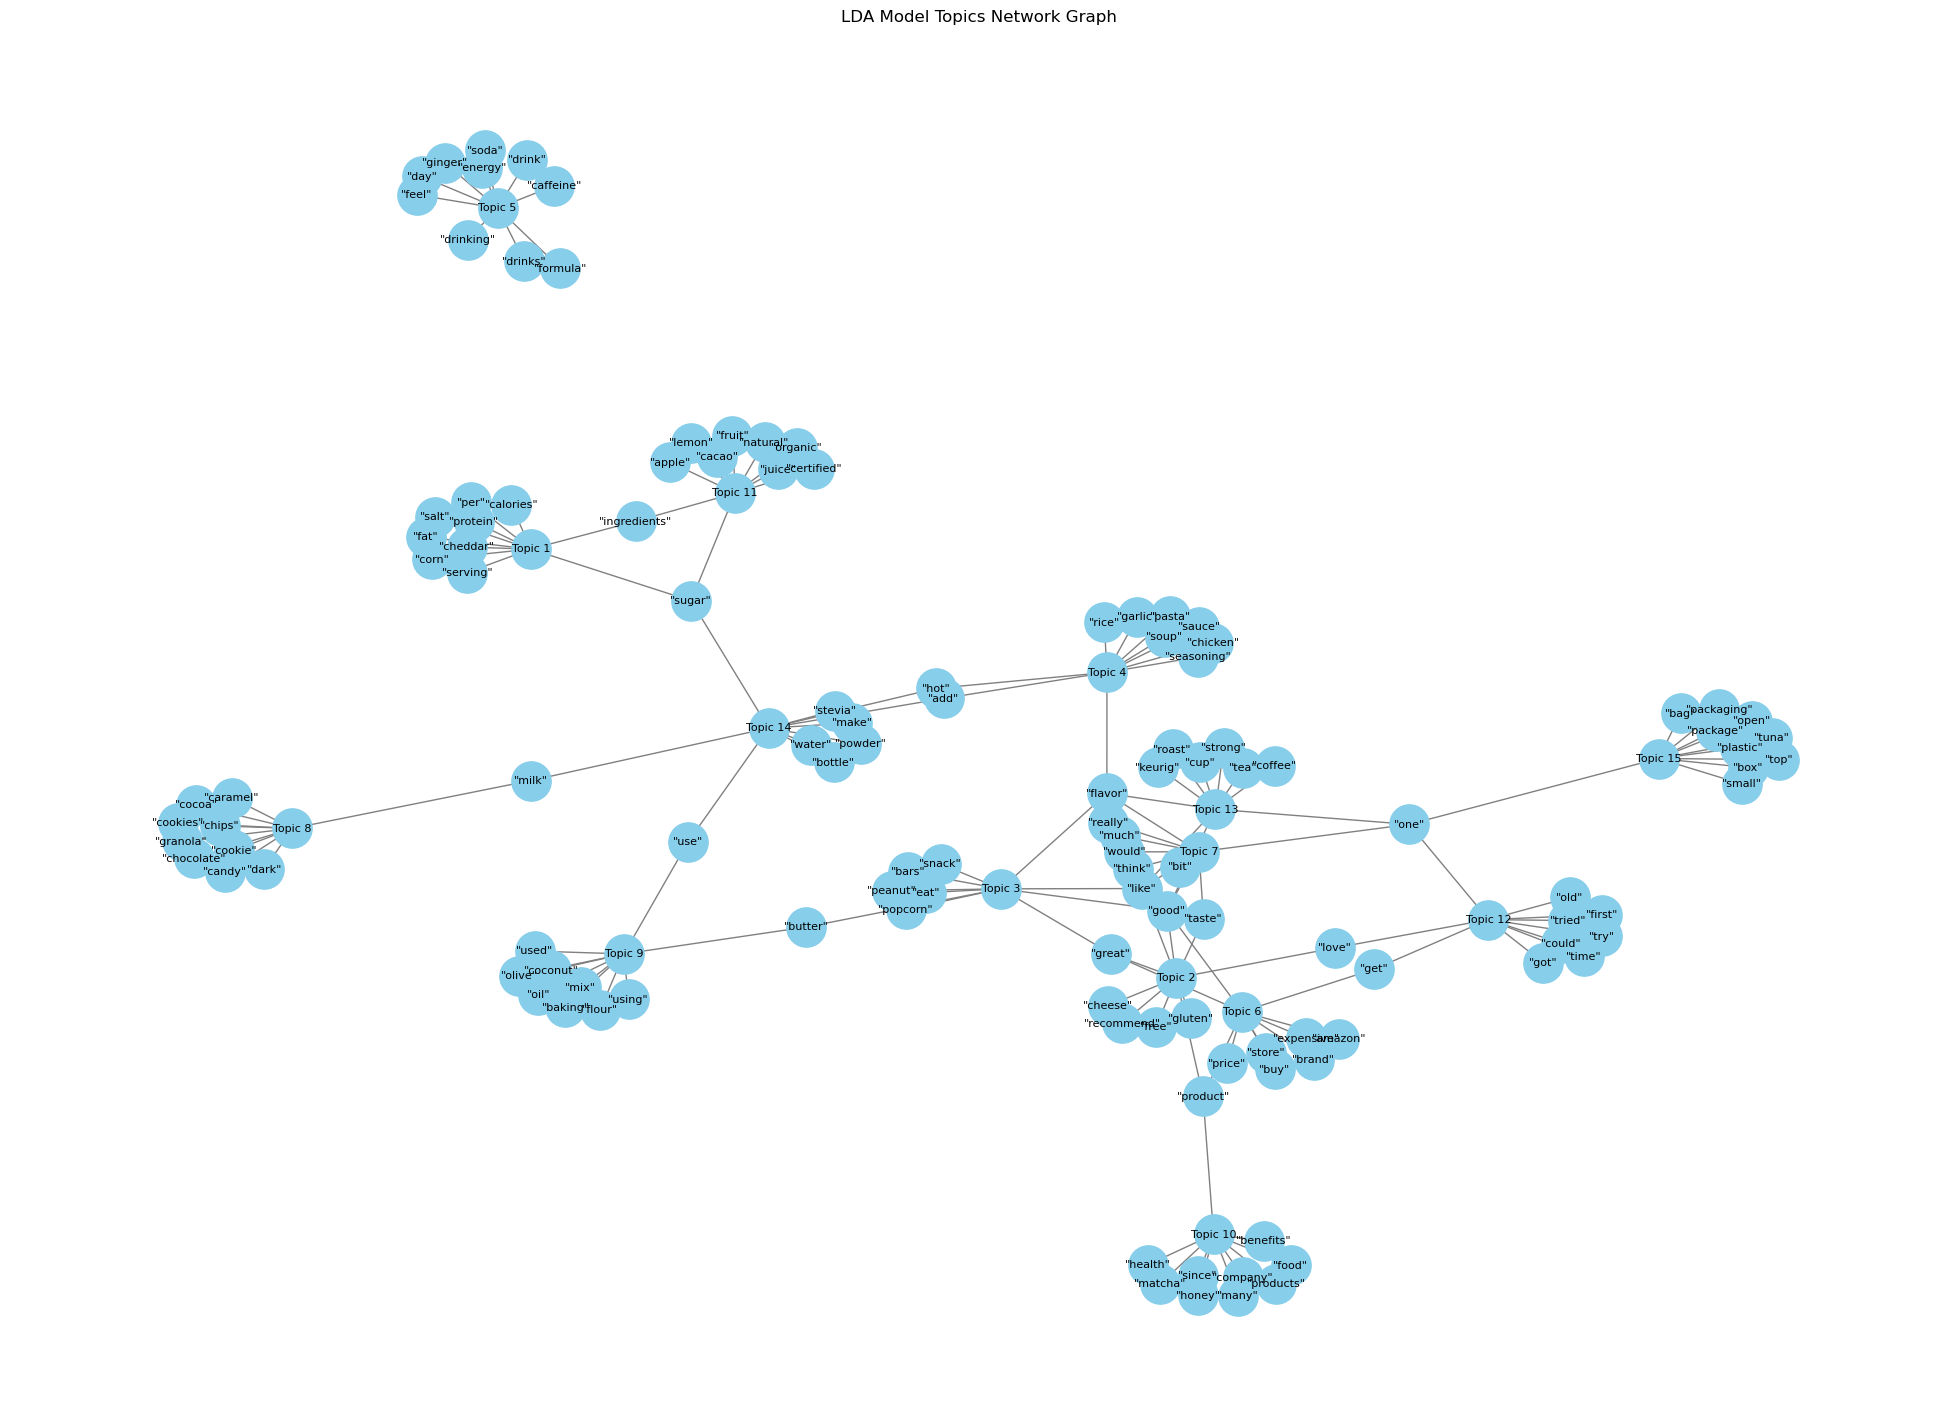 LDA Model Topics Network Graph
"soda"
"ginger"
"energy"
"drink"
"day"
"caffeine"
"feel"
Topic 5
"drinking"
"drinks"
"formula"
"lemon"
"fruit"
"natural"
"organic"
"apple"
"cacao"
"juice"
"certified"
Topic 11
"per"
"calories"
"salt"
"protein"
"ingredients"
"fat"
"cheddar"
Topic 1
"corn"
"serving"
"sugar"
"rice"
"garlic"
"pasta"
"sauce"
"soup"
"chicken"
"seasoning"
Topic 4
"hot"
"add"
"stevia"
"make"
Topic 14
"water"
"powder"
"bottle"
"bag"
"packaging"
"open"
"package"
"tuna"
"plastic"
Topic 15
"top"
"box"
"small"
"roast"
"strong"
"keurig"
"cup"
"tea"
"coffee"
"milk"
"flavor"
Topic 13
"one"
"cocoa"
"caramel"
"cookies"
"chips"
Topic 8
"granola"
"cookie"
"chocolate"
"candy"
"dark"
"use"
"really"
"much"
"would"
Topic 7
"think"
"bit"
"like"
"snack"
"bars"
"peanut"
"eat"
Topic 3
"popcorn"
"good"
"taste"
"butter"
"old"
"first"
Topic 12
"tried"
"could"
"try"
"got"
"time"
"love"
"get"
"great"
"used"
Topic 9
"coconut"
"olive"
"mix"
"oil"
"using"
"baking"
"flour"
Topic 2
"cheese"
"recommend"
"free"
"gluten"
Topic 6
"expensive"
"amazon"
"store"
"brand"
"price"
"buy"
"product"
Topic 10
"benefits"
"health"
"since"
"company"
"food"
"matcha"
"products"
"honey"
"many"